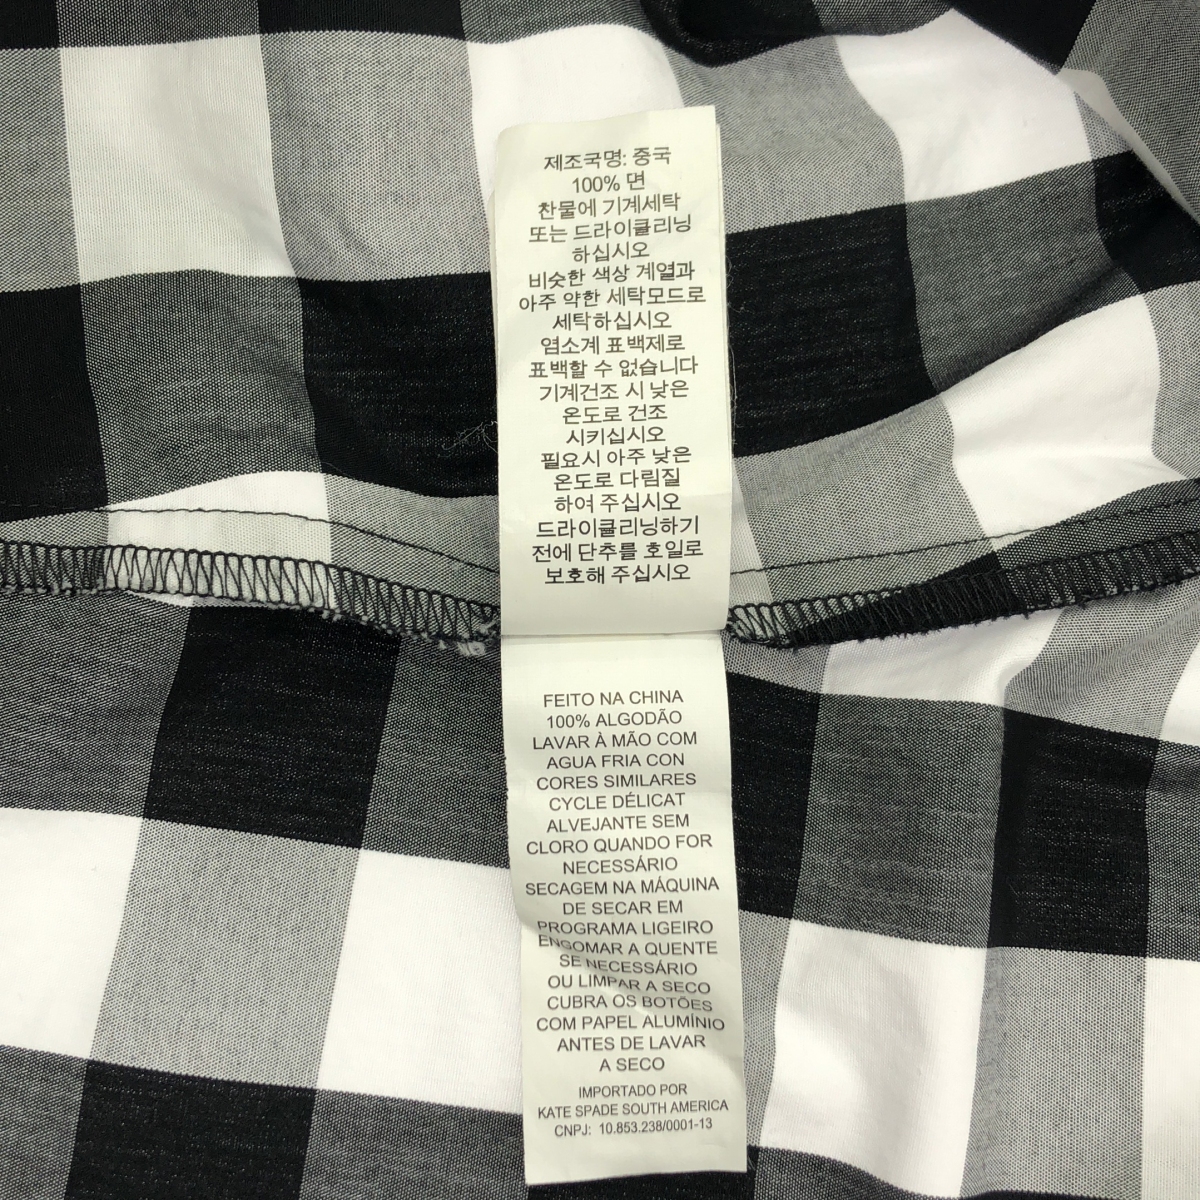 제조국명: 중국
100% 면
찬물에 기계세탁
또는 드라이클리닝
하십시오
비슷한 색상 계열과
아주 약한 세탁모드로
세탁하십시오
염소계 표백제로
표백할 수 없습니다
기계건조 시 낮은
온도로 건조
시키십시오
필요시 아주 낮은
온도로 다림질
하여 주십시오
드라이클리닝하기
전에 단추를 호일로
보호해 주십시오
FEITO NA CHINA
100% ALGODÃO
LAVAR À MÃO COM
AGUA FRIA CON
CORES SIMILARES
CYCLE DÉLICAT
ALVEJANTE SEM
CLORO QUANDO FOR
NECESSÁRIO
SECAGEM NA MÁQUINA
DE SECAR EM
PROGRAMA LIGEIRO
ENGOMAR A QUENTE
SE NECESSÁRIO
OU LIMPAR A SECO
CUBRA OS BOTÕES
COM PAPEL ALUMÍNIO
ANTES DE LAVAR
A SECO
IMPORTADO POR
KATE SPADE SOUTH AMERICA
CNPJ: 10.853.238/0001-13